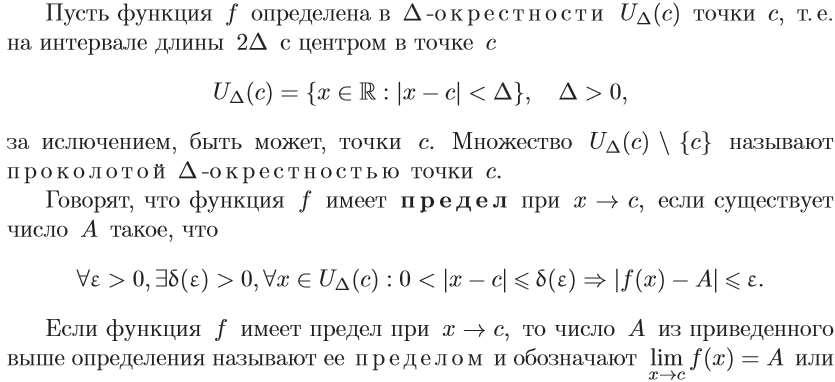 Пусть функция f определена в Δ-окрестности U_Δ(c) точки c, т. е.
на интервале длины 2Δ с центром в точке c
U_Δ(c) = {x ∈ ℝ : |x − c| < Δ}, Δ > 0,
за ислючением, быть может, точки c. Множество U_Δ(c) \ {c} называют
проколотой Δ-окрестностью точки c.
Говорят, что функция f имеет предел при x → c, если существует
число A такое, что
∀ε > 0, ∃δ(ε) > 0, ∀x ∈ U_Δ(c) : 0 < |x − c| ⩽ δ(ε) ⇒ |f(x) − A| ⩽ ε.
Если функция f имеет предел при x → c, то число A из приведенного
выше определения называют ее пределом и обозначают lim_{x→c} f(x) = A или